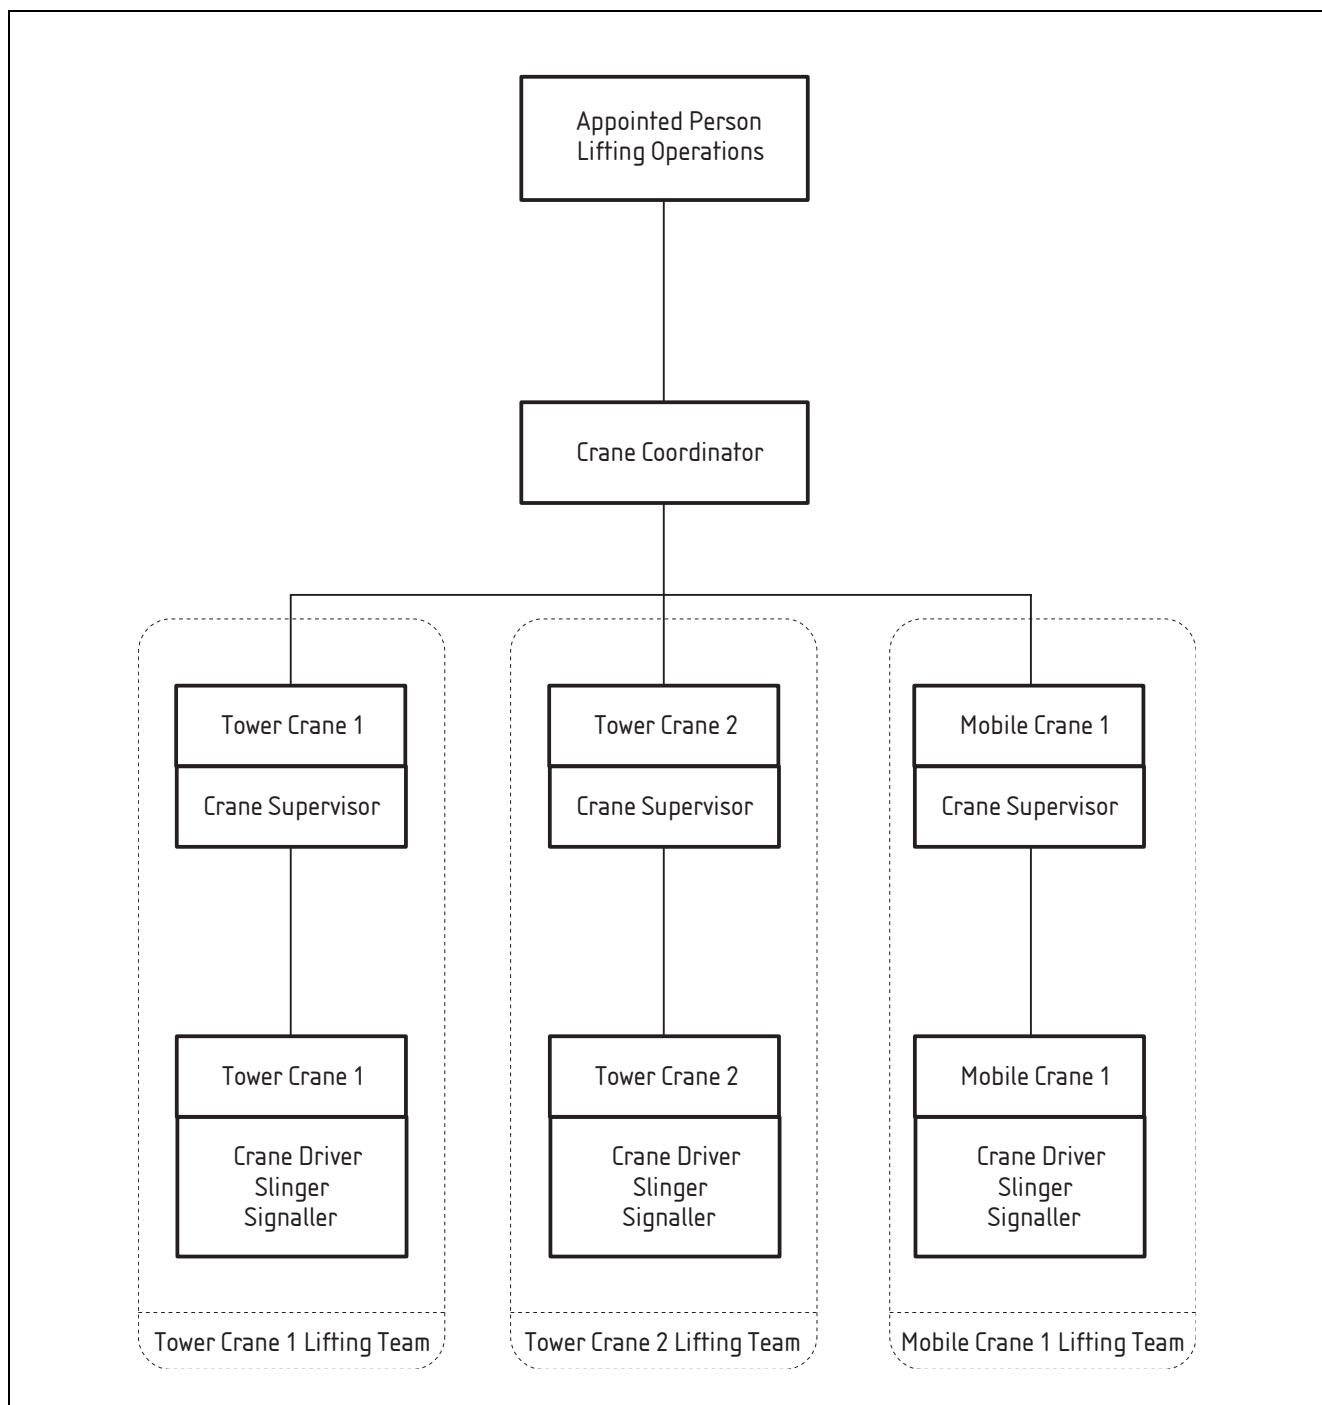 Appointed Person
Lifting Operations
Crane Coordinator
Tower Crane 1
Crane Supervisor
Tower Crane 2
Crane Supervisor
Mobile Crane 1
Crane Supervisor
Tower Crane 1
Crane Driver
Slinger
Signaller
Tower Crane 2
Crane Driver
Slinger
Signaller
Mobile Crane 1
Crane Driver
Slinger
Signaller
Tower Crane 1 Lifting Team
Tower Crane 2 Lifting Team
Mobile Crane 1 Lifting Team